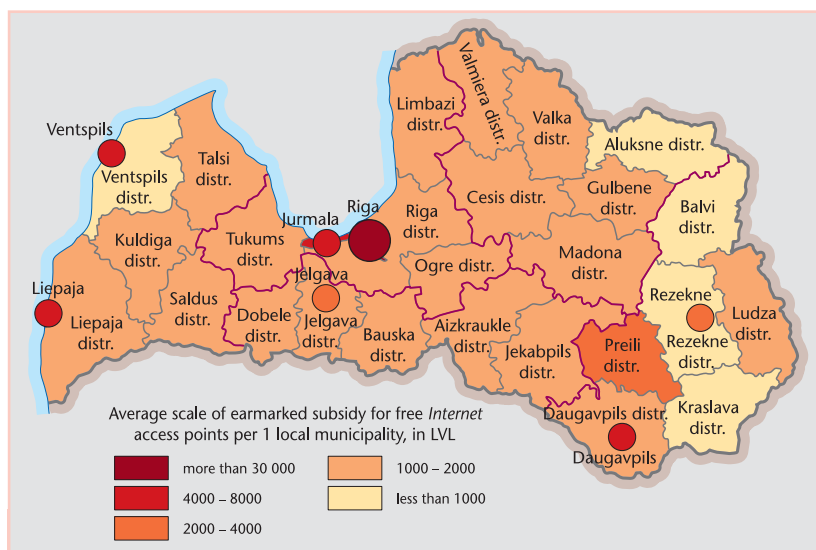 Ventspils
Ventspils
distr.
Talsi
distr.
Kuldiga
distr.
Liepaja
Liepaja
distr.
Saldus
distr.
Tukums
distr.
Jurmala
Riga
Dobele
distr.
Jelgava
Jelgava
distr.
Bauska
distr.
Riga
distr.
Limbazi
distr.
Valmiera
distr.
Valka
distr.
Cesis distr.
Ogre distr.
Aizkraukle
distr.
Jekabpils
distr.
Madona
distr.
Gulbene
distr.
Aluksne distr.
Balvi
distr.
Rezekne
Rezekne
distr.
Ludza
distr.
Preili
distr.
Daugavpils distr.
Daugavpils
Kraslava
distr.
Average scale of earmarked subsidy for free Internet
access points per 1 local municipality, in LVL
more than 30 000
4000 – 8000
2000 – 4000
1000 – 2000
less than 1000